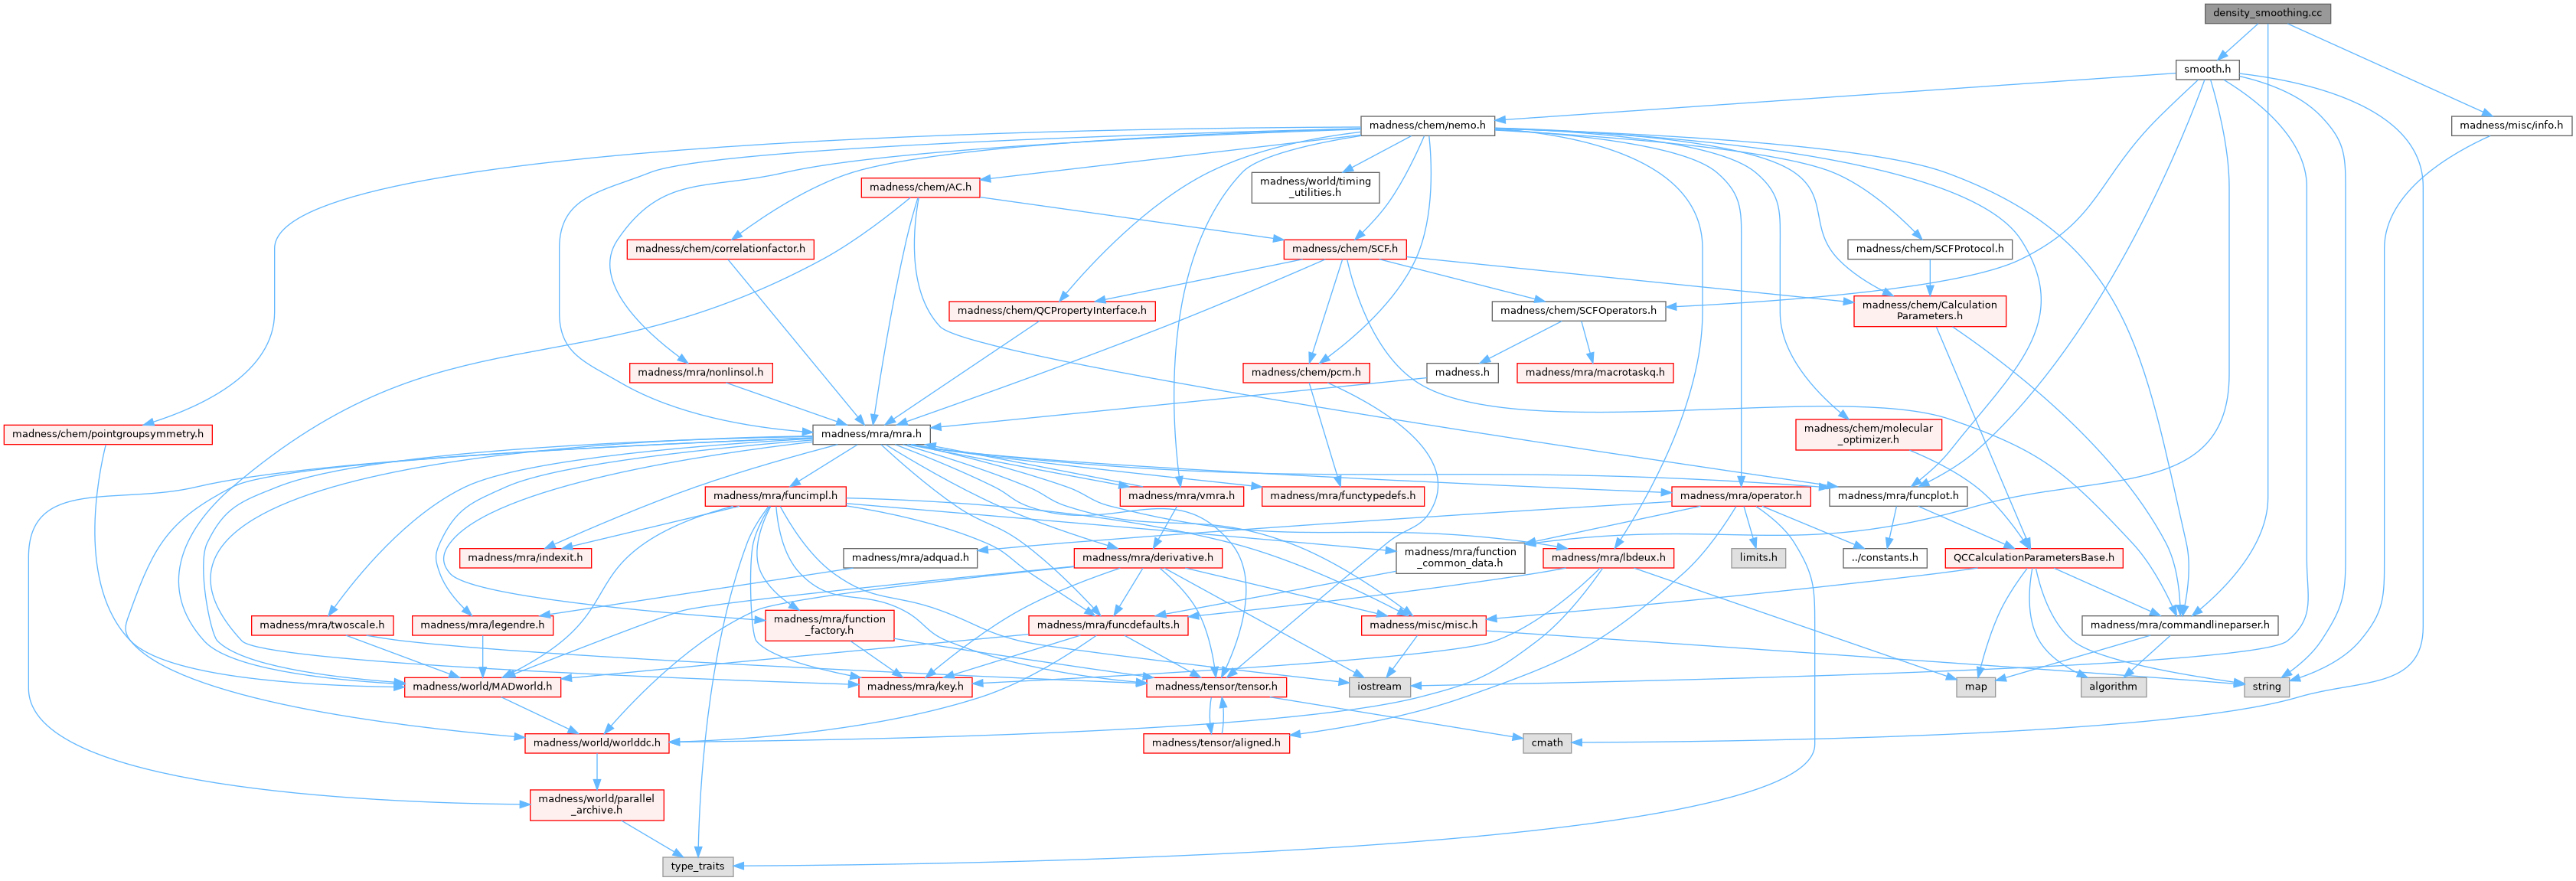 density_smoothing.cc
smooth.h
madness/chem/nemo.h
madness/misc/info.h
madness/chem/AC.h
madness/world/timing
_utilities.h
madness/chem/correlationfactor.h
madness/chem/SCF.h
madness/chem/SCFProtocol.h
madness/chem/QCPropertyInterface.h
madness/chem/SCFOperators.h
madness/chem/Calculation
Parameters.h
madness/mra/nonlinsol.h
madness/chem/pcm.h
madness.h
madness/mra/macrotaskq.h
madness/chem/pointgroupsymmetry.h
madness/mra/mra.h
madness/chem/molecular
_optimizer.h
madness/mra/funcimpl.h
madness/mra/vmra.h
madness/mra/functypedefs.h
madness/mra/operator.h
madness/mra/funcplot.h
madness/mra/indexit.h
madness/mra/adquad.h
madness/mra/derivative.h
madness/mra/function
_common_data.h
madness/mra/lbdeux.h
limits.h
../constants.h
QCCalculationParametersBase.h
madness/mra/twoscale.h
madness/mra/legendre.h
madness/mra/function
_factory.h
madness/mra/funcdefaults.h
madness/misc/misc.h
madness/mra/commandlineparser.h
madness/world/MADworld.h
madness/mra/key.h
madness/tensor/tensor.h
iostream
map
algorithm
string
madness/world/worlddc.h
madness/tensor/aligned.h
cmath
madness/world/parallel
_archive.h
type_traits